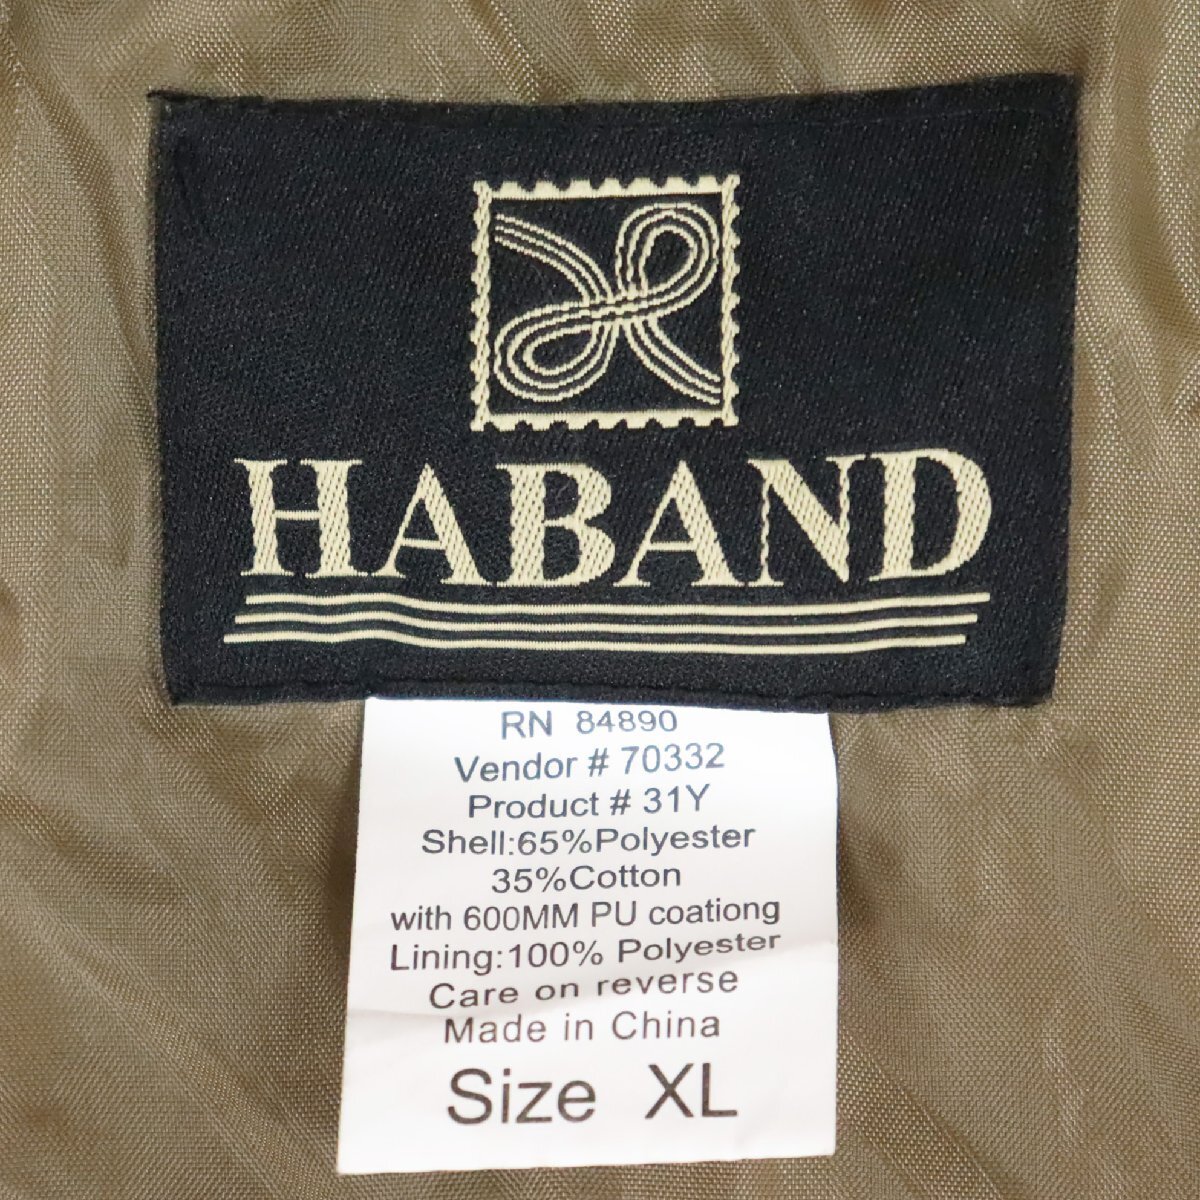 HABAND
RN 84890
Vendor # 70332
Product # 31Y
Shell:65%Polyester
35%Cotton
with 600MM PU coationg
Lining:100% Polyester
Care on reverse
Made in China
Size XL